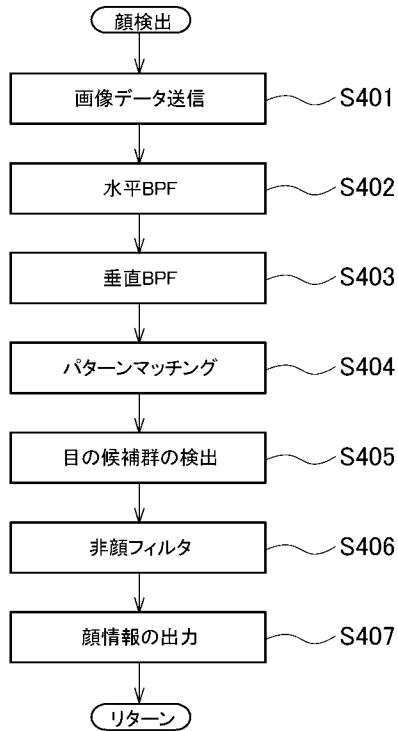 顔検出
画像データ送信
S401
水平BPF
S402
垂直BPF
S403
パターンマッチング
S404
目の候補群の検出
S405
非顔フィルタ
S406
顔情報の出力
S407
リターン